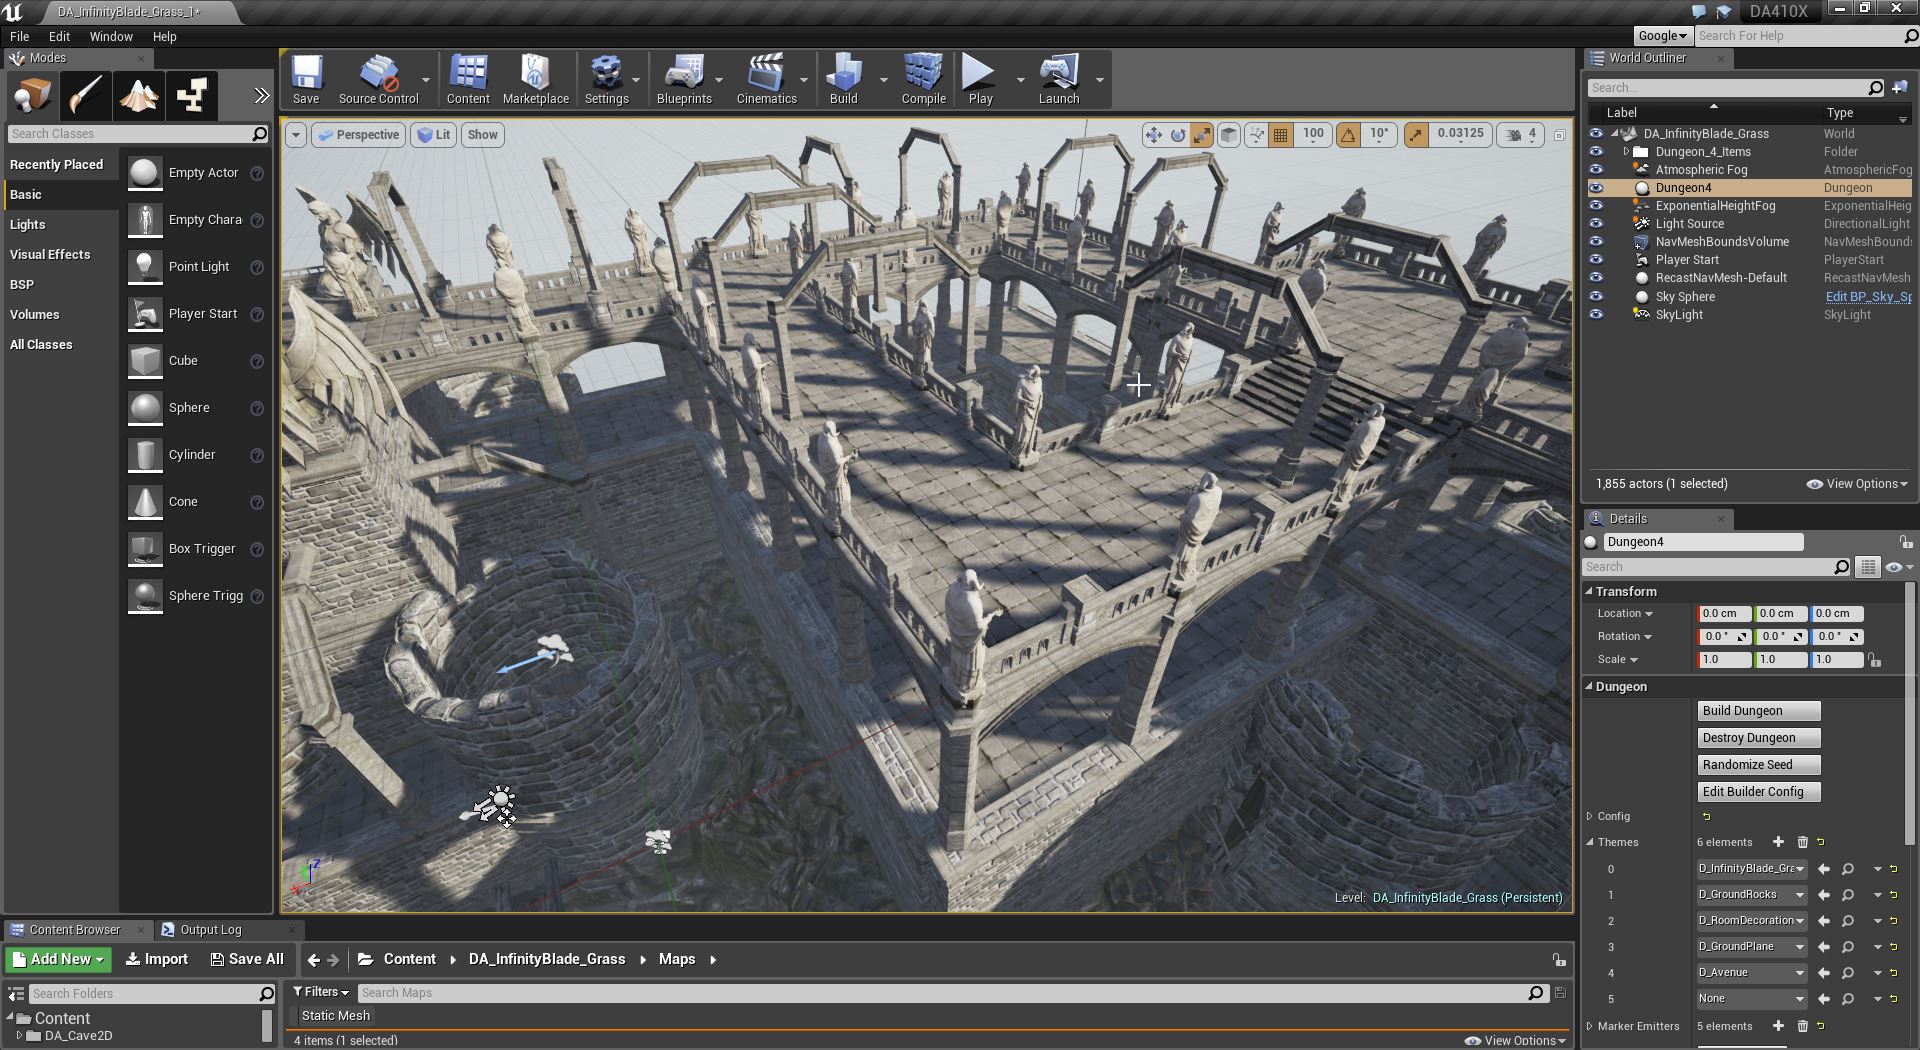 DA_InfinityBlade_Grass_1*
DA410X
File Edit Window Help
Google Search For Help
Modes
World Outliner
Save Source Control Content Marketplace Settings Blueprints Cinematics Build Compile Play Launch
Search Classes
Perspective Lit Show
100 10° 0.03125 4
Recently Placed
Basic
Lights
Visual Effects
BSP
Volumes
All Classes
Empty Actor
Empty Chara
Point Light
Player Start
Cube
Sphere
Cylinder
Cone
Box Trigger
Sphere Trigg
Search...
Label Type
DA_InfinityBlade_Grass World
Dungeon_4_Items Folder
Atmospheric Fog AtmosphericFog
Dungeon4 Dungeon
ExponentialHeightFog ExponentialHeig
Light Source DirectionalLight
NavMeshBoundsVolume NavMeshBounds
Player Start PlayerStart
RecastNavMesh-Default RecastNavMesh
Sky Sphere Edit BP_Sky_Sp
SkyLight SkyLight
1,855 actors (1 selected) View Options
Details
Dungeon4
Search
Transform
Location 0.0 cm 0.0 cm 0.0 cm
Rotation 0.0 ° 0.0 ° 0.0 °
Scale 1.0 1.0 1.0
Dungeon
Build Dungeon
Destroy Dungeon
Randomize Seed
Edit Builder Config
Config
Themes 6 elements
0 D_InfinityBlade_Gra
1 D_GroundRocks
2 D_RoomDecoration
3 D_GroundPlane
4 D_Avenue
5 None
Marker Emitters 5 elements
Z
Level: DA_InfinityBlade_Grass (Persistent)
Content Browser Output Log
Add New Import Save All Content DA_InfinityBlade_Grass Maps
Search Folders
Content
DA_Cave2D
Filters Search Maps
Static Mesh
4 items (1 selected) View Options